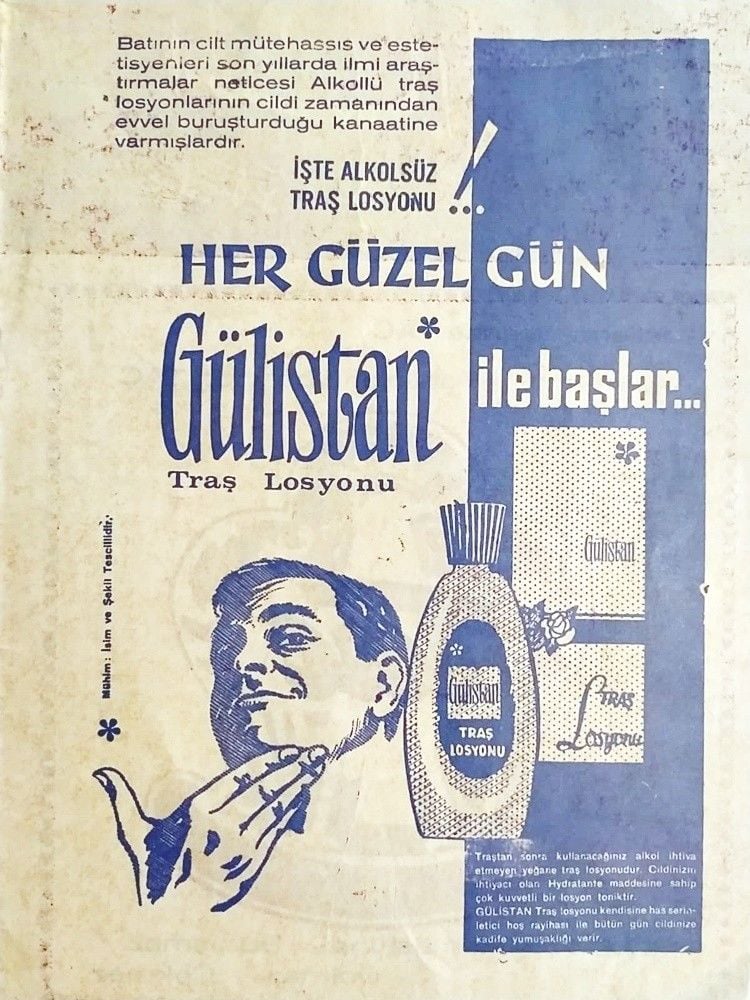 Batının cilt mütehassıs ve este-
tisyenleri son yıllarda ilmi araş-
tırmalar neticesi Alkollü traş
losyonlarının cildi zamanından
evvel buruşturduğu kanaatine
varmışlardır.
İŞTE ALKOLSÜZ
TRAŞ LOSYONU...!
HER GÜZEL GÜN
Gülistan*
ile başlar...
Traş Losyonu
Gülistan
TRAŞ
Losyonu
Gülistan
TRAŞ
LOSYONU
* Mühim: İsim ve Şekil Tescillidir.
Traştan sonra kullanacağınız alkol ihtiva
etmeyen yegane traş losyonudur. Cildinizin
ihtiyacı olan Hydratante maddesine sahip
çok kuvvetli bir losyon toniktir.
GÜLİSTAN Traş losyonu kendisine has serin-
letici hoş rayihası ile bütün gün cildinize
kadife yumuşaklığı verir.